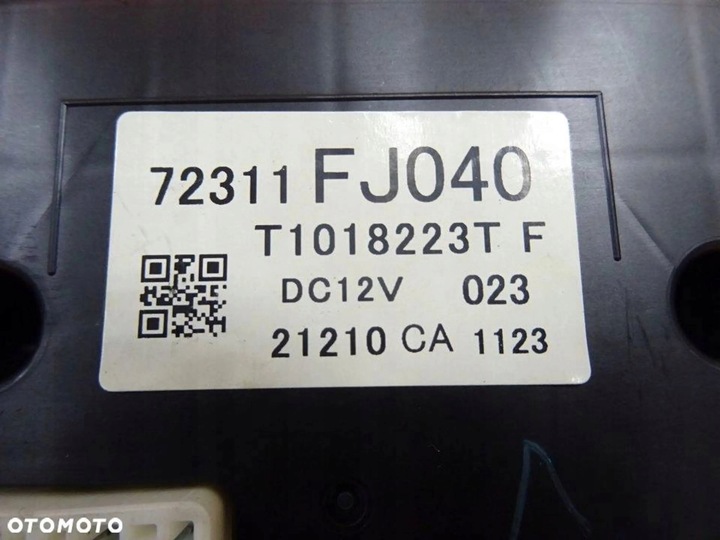 72311 FJ040
T1018223T F
DC12V 023
21210 CA 1123
OTOMOTO